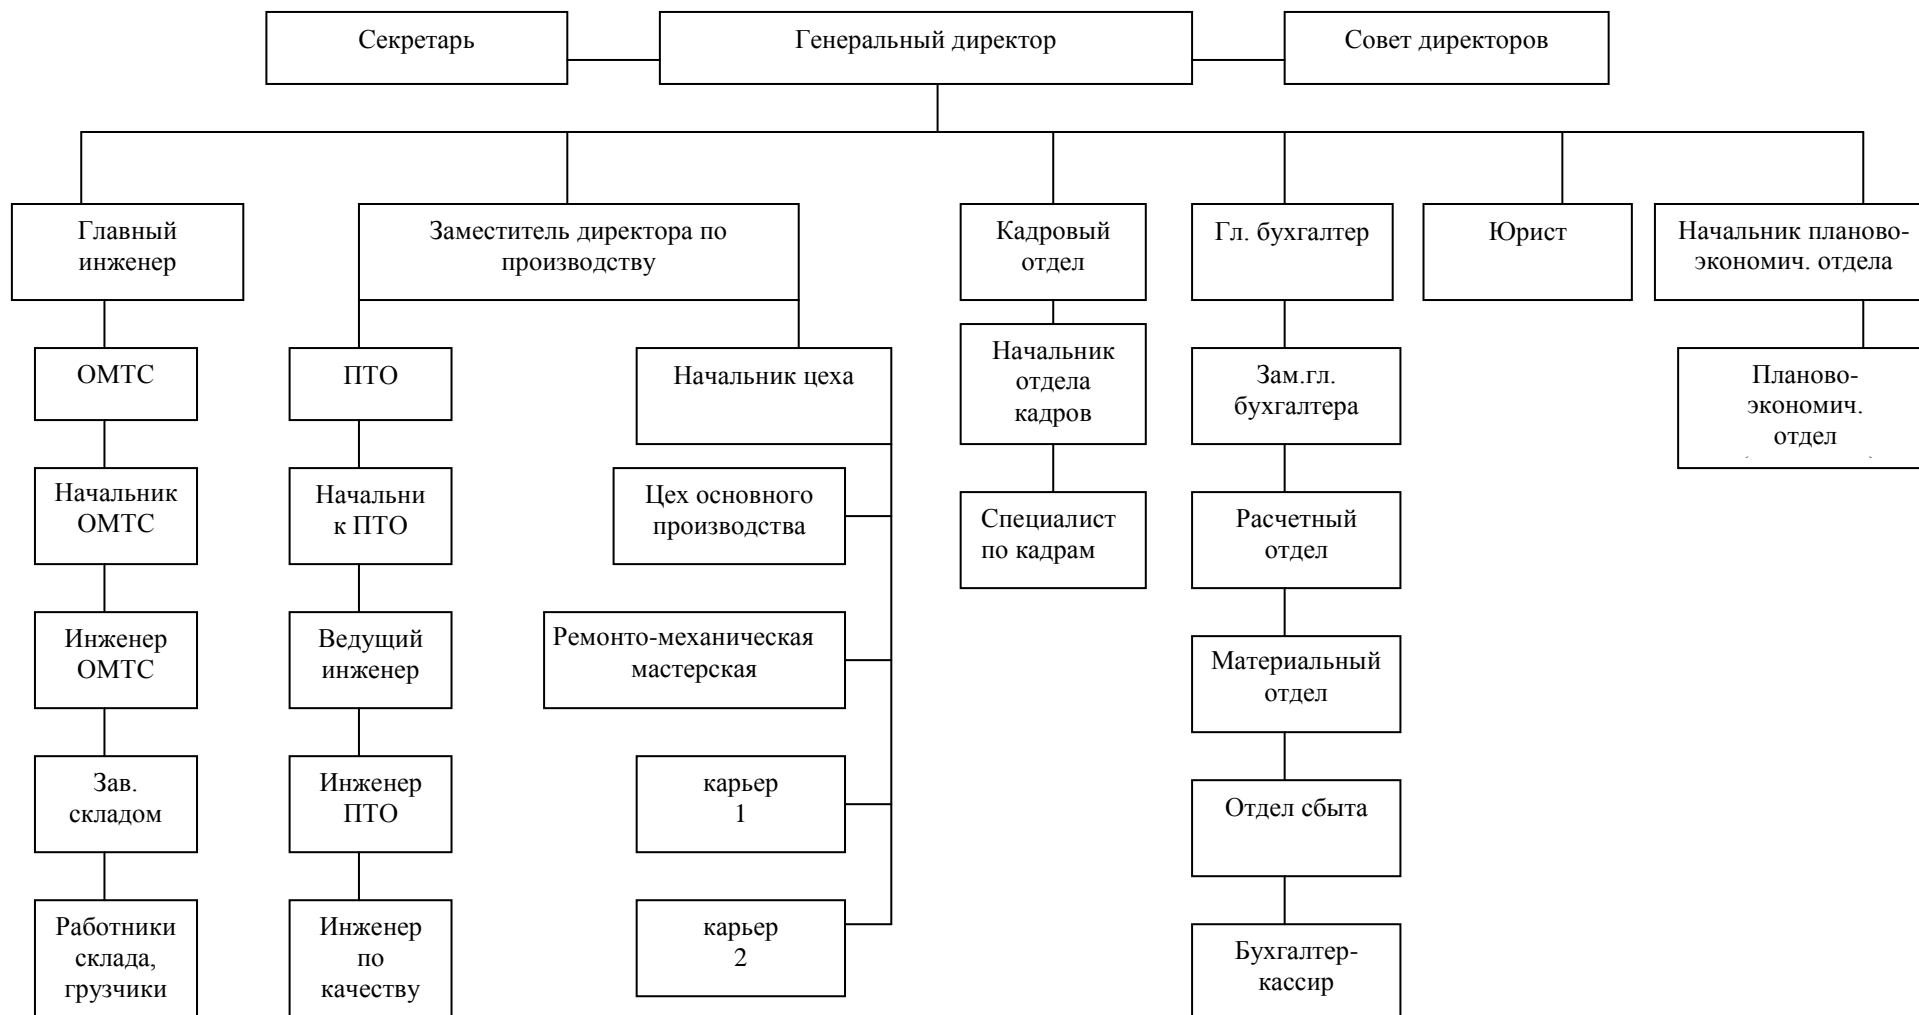 Секретарь
Генеральный директор
Совет директоров
Главный
инженер
Заместитель директора по
производству
Кадровый
отдел
Гл. бухгалтер
Юрист
Начальник планово-
экономич. отдела
ОМТС
ПТО
Начальник цеха
Начальник
отдела
кадров
Зам.гл.
бухгалтера
Планово-
экономич.
отдел
Начальник
ОМТС
Начальни
к ПТО
Цех основного
производства
Специалист
по кадрам
Расчетный
отдел
Инженер
ОМТС
Ведущий
инженер
Ремонто-механическая
мастерская
Материальный
отдел
Зав.
складом
Инженер
ПТО
карьер
1
Отдел сбыта
Работники
склада,
грузчики
Инженер
по
качеству
карьер
2
Бухгалтер-
кассир